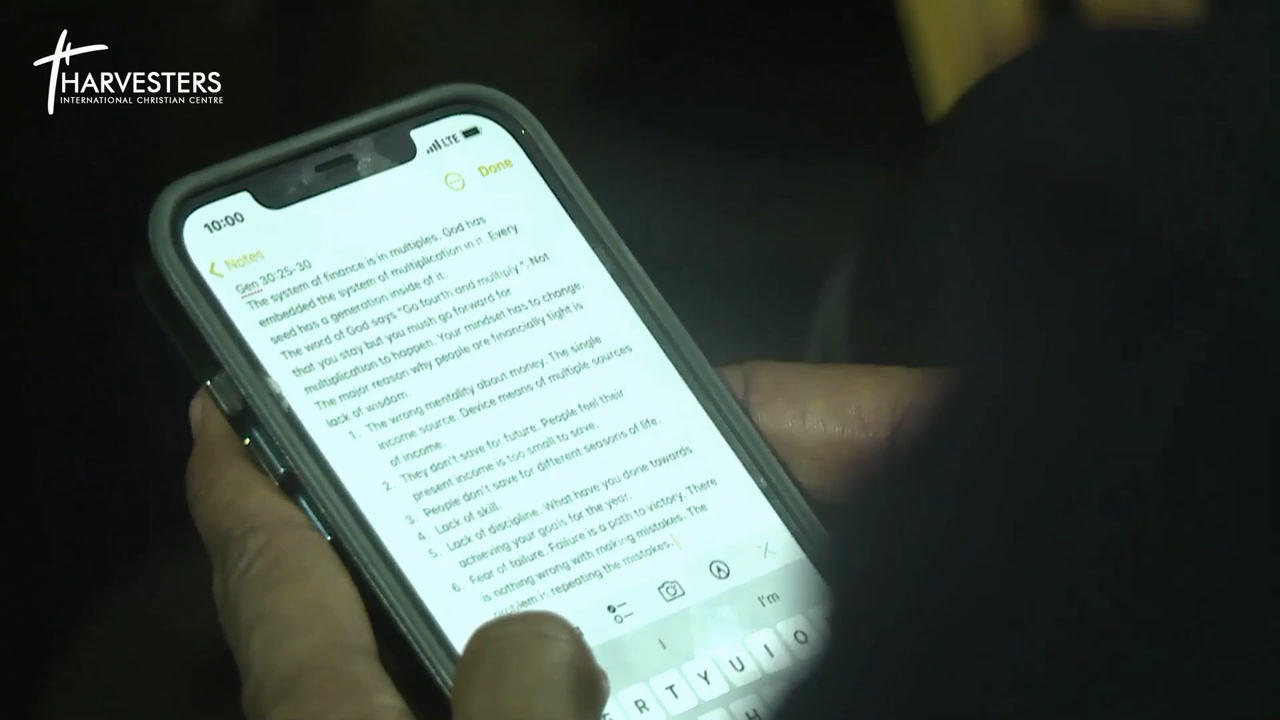 HARVESTERS
INTERNATIONAL CHRISTIAN CENTRE
LTE
10:00
Done
Notes
Gen 30:25-30
The system of finance is in multiples. God has
embedded the system of multiplication in it. Every
seed has a generation inside of it.
The word of God says "Go fourth and multiply". Not
that you stay but you mush go forward for
multiplication to happen. Your mindset has to change.
The major reason why people are financially tight is
lack of wisdom.
1. The wrong mentality about money. The single
income source. Device means of multiple sources
of income.
2. They don't save for future. People feel their
present income is too small to save.
3. People don't save for different seasons of life.
4. Lack of skill.
5. Lack of discipline. What have you done towards
achieving your goals for the year.
6 Fear of failure. Failure is a path to victory. There
is nothing wrong with making mistakes. The
problem is repeating the mistakes.
I
I'm
R T Y U I O
H